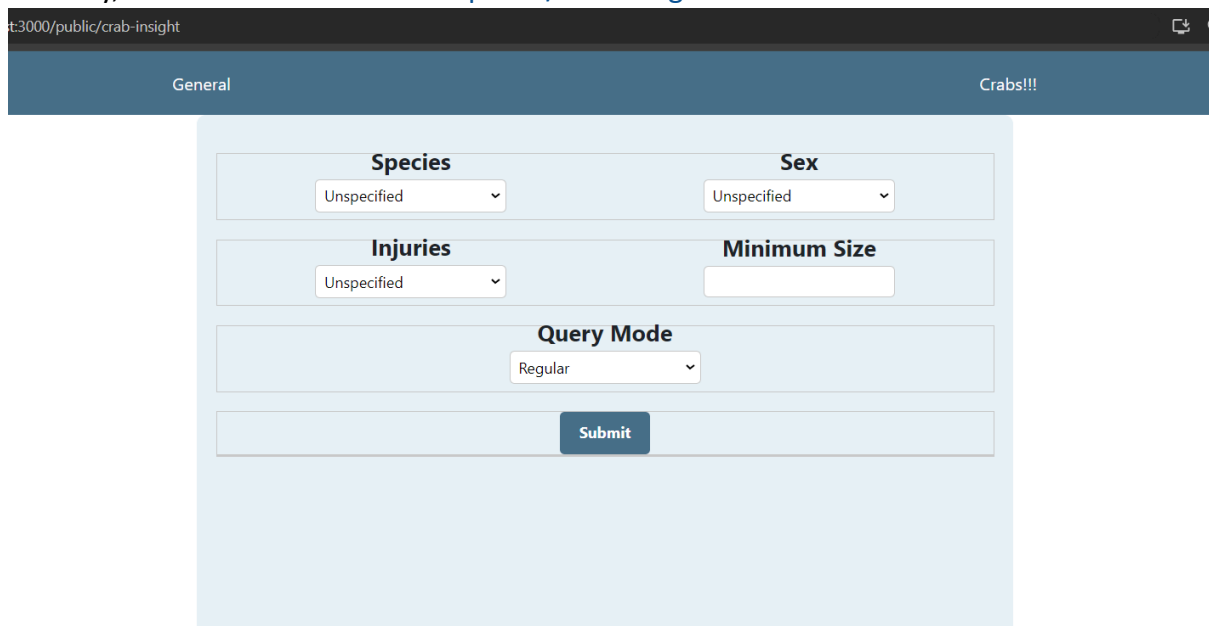 t:3000/public/crab-insight
General Crabs!!!
Species Sex
Unspecified Unspecified
Injuries Minimum Size
Unspecified
Query Mode
Regular
Submit